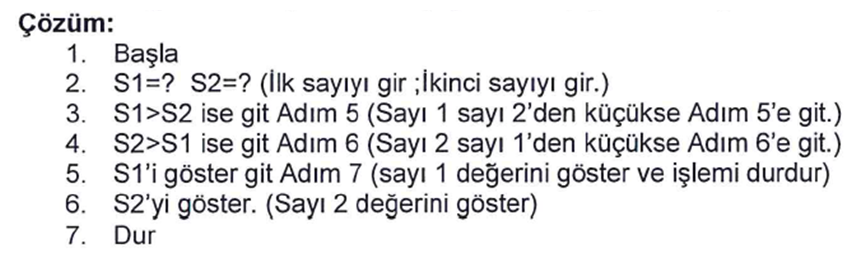 Çözüm:
1. Başla
2. S1=? S2=? (İlk sayıyı gir ;İkinci sayıyı gir.)
3. S1>S2 ise git Adım 5 (Sayı 1 sayı 2'den küçükse Adım 5'e git.)
4. S2>S1 ise git Adım 6 (Sayı 2 sayı 1'den küçükse Adım 6'e git.)
5. S1'i göster git Adım 7 (sayı 1 değerini göster ve işlemi durdur)
6. S2'yi göster. (Sayı 2 değerini göster)
7. Dur